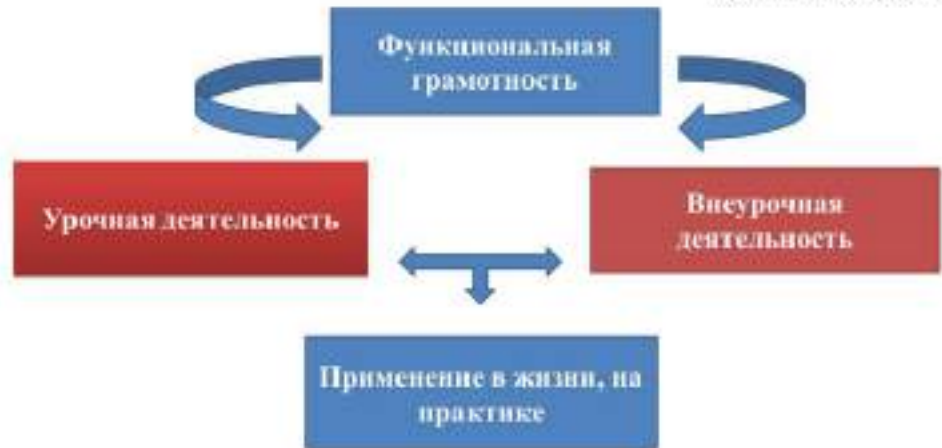 Функциональная
грамотность
Урочная деятельность
Внеурочная
деятельность
Применение в жизни, на
практике